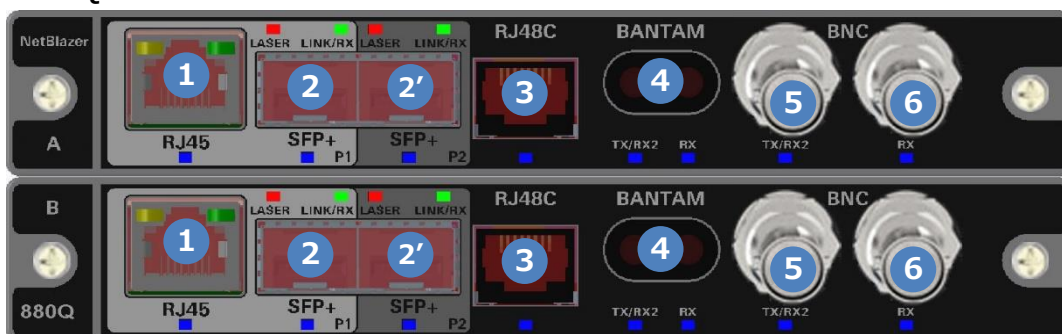 NetBlazer
LASER LINK/RX LASER LINK/RX
RJ48C BANTAM BNC
1 2 2’ 3 4 5 6
A
RJ45 SFP+ P1 SFP+ P2
TX/RX2 RX TX/RX2 RX
B
LASER LINK/RX LASER LINK/RX
RJ48C BANTAM BNC
1 2 2’ 3 4 5 6
880Q
RJ45 SFP+ P1 SFP+ P2
TX/RX2 RX TX/RX2 RX